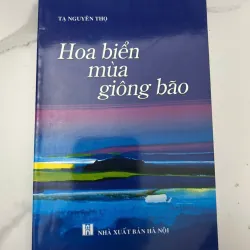 TẠ NGUYÊN THỌ
Hoa biển
mùa
giông bão
NHÀ XUẤT BẢN HÀ NỘI